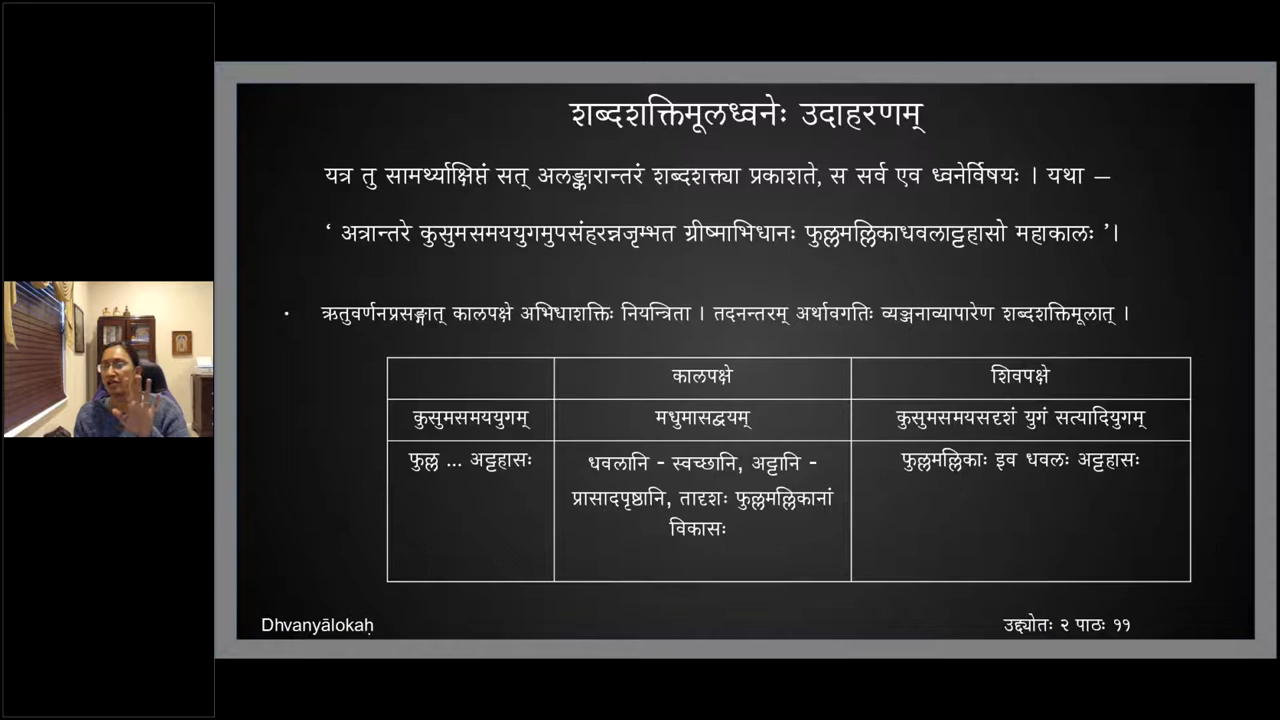 शब्दशक्तिमूलध्वनेः उदाहरणम्
यत्र तु सामर्थ्याक्षिप्तं सत् अलङ्कारान्तरं शब्दशक्त्या प्रकाशते, स सर्व एव ध्वनेर्विषयः । यथा –
‘ अत्रान्तरे कुसुमसमययुगमुपसंहरन्नजृम्भत ग्रीष्माभिधानः फुल्लमल्लिकाधवलाट्टहासो महाकालः ’।
• ऋतुवर्णनप्रसङ्गात् कालपक्षे अभिधाशक्तिः नियन्त्रिता । तदनन्तरम् अर्थावगतिः व्यञ्जनाव्यापारेण शब्दशक्तिमूलात् ।
कालपक्षे शिवपक्षे
कुसुमसमययुगम् मधुमासद्वयम् कुसुमसमयसदृशं युगं सत्यादियुगम्
फुल्ल ... अट्टहासः धवलानि - स्वच्छानि, अट्टानि - फुल्लमल्लिकाः इव धवलः अट्टहासः
प्रासादपृष्ठानि, तादृशः फुल्लमल्लिकानां
विकासः
Dhvanyālokaḥ उद्द्योतः २ पाठः ११